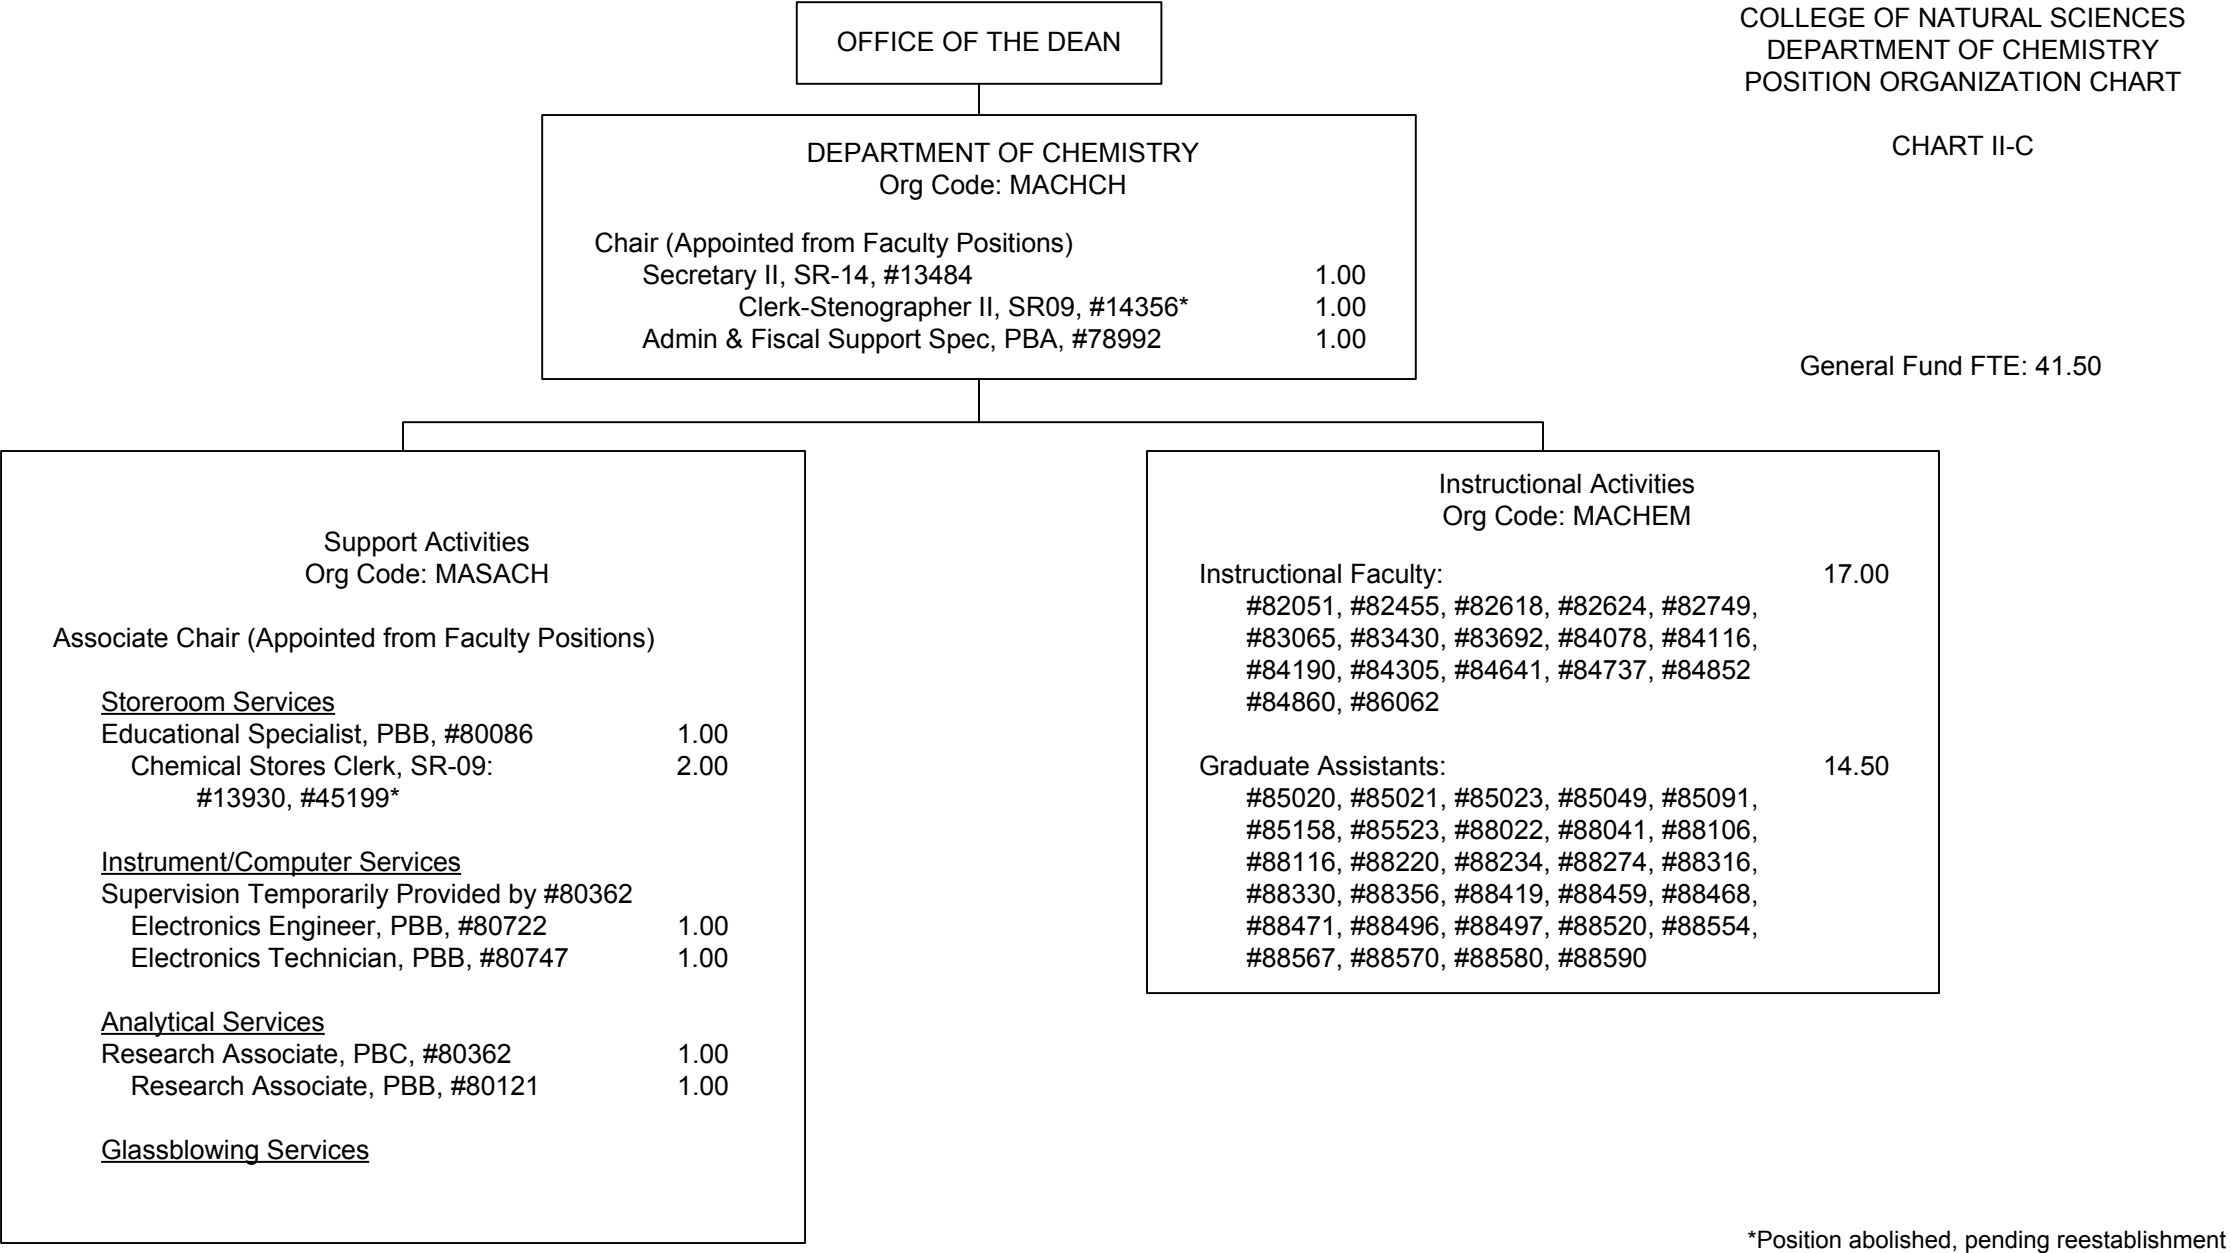 OFFICE OF THE DEAN
COLLEGE OF NATURAL SCIENCES
DEPARTMENT OF CHEMISTRY
POSITION ORGANIZATION CHART
CHART II-C
DEPARTMENT OF CHEMISTRY
Org Code: MACHCH
Chair (Appointed from Faculty Positions)
Secretary II, SR-14, #13484 1.00
Clerk-Stenographer II, SR09, #14356* 1.00
Admin & Fiscal Support Spec, PBA, #78992 1.00
General Fund FTE: 41.50
Support Activities
Org Code: MASACH
Associate Chair (Appointed from Faculty Positions)
Storeroom Services
Educational Specialist, PBB, #80086 1.00
Chemical Stores Clerk, SR-09: 2.00
#13930, #45199*
Instrument/Computer Services
Supervision Temporarily Provided by #80362
Electronics Engineer, PBB, #80722 1.00
Electronics Technician, PBB, #80747 1.00
Analytical Services
Research Associate, PBC, #80362 1.00
Research Associate, PBB, #80121 1.00
Glassblowing Services
Instructional Activities
Org Code: MACHEM
Instructional Faculty: 17.00
#82051, #82455, #82618, #82624, #82749,
#83065, #83430, #83692, #84078, #84116,
#84190, #84305, #84641, #84737, #84852
#84860, #86062
Graduate Assistants: 14.50
#85020, #85021, #85023, #85049, #85091,
#85158, #85523, #88022, #88041, #88106,
#88116, #88220, #88234, #88274, #88316,
#88330, #88356, #88419, #88459, #88468,
#88471, #88496, #88497, #88520, #88554,
#88567, #88570, #88580, #88590
*Position abolished, pending reestablishment